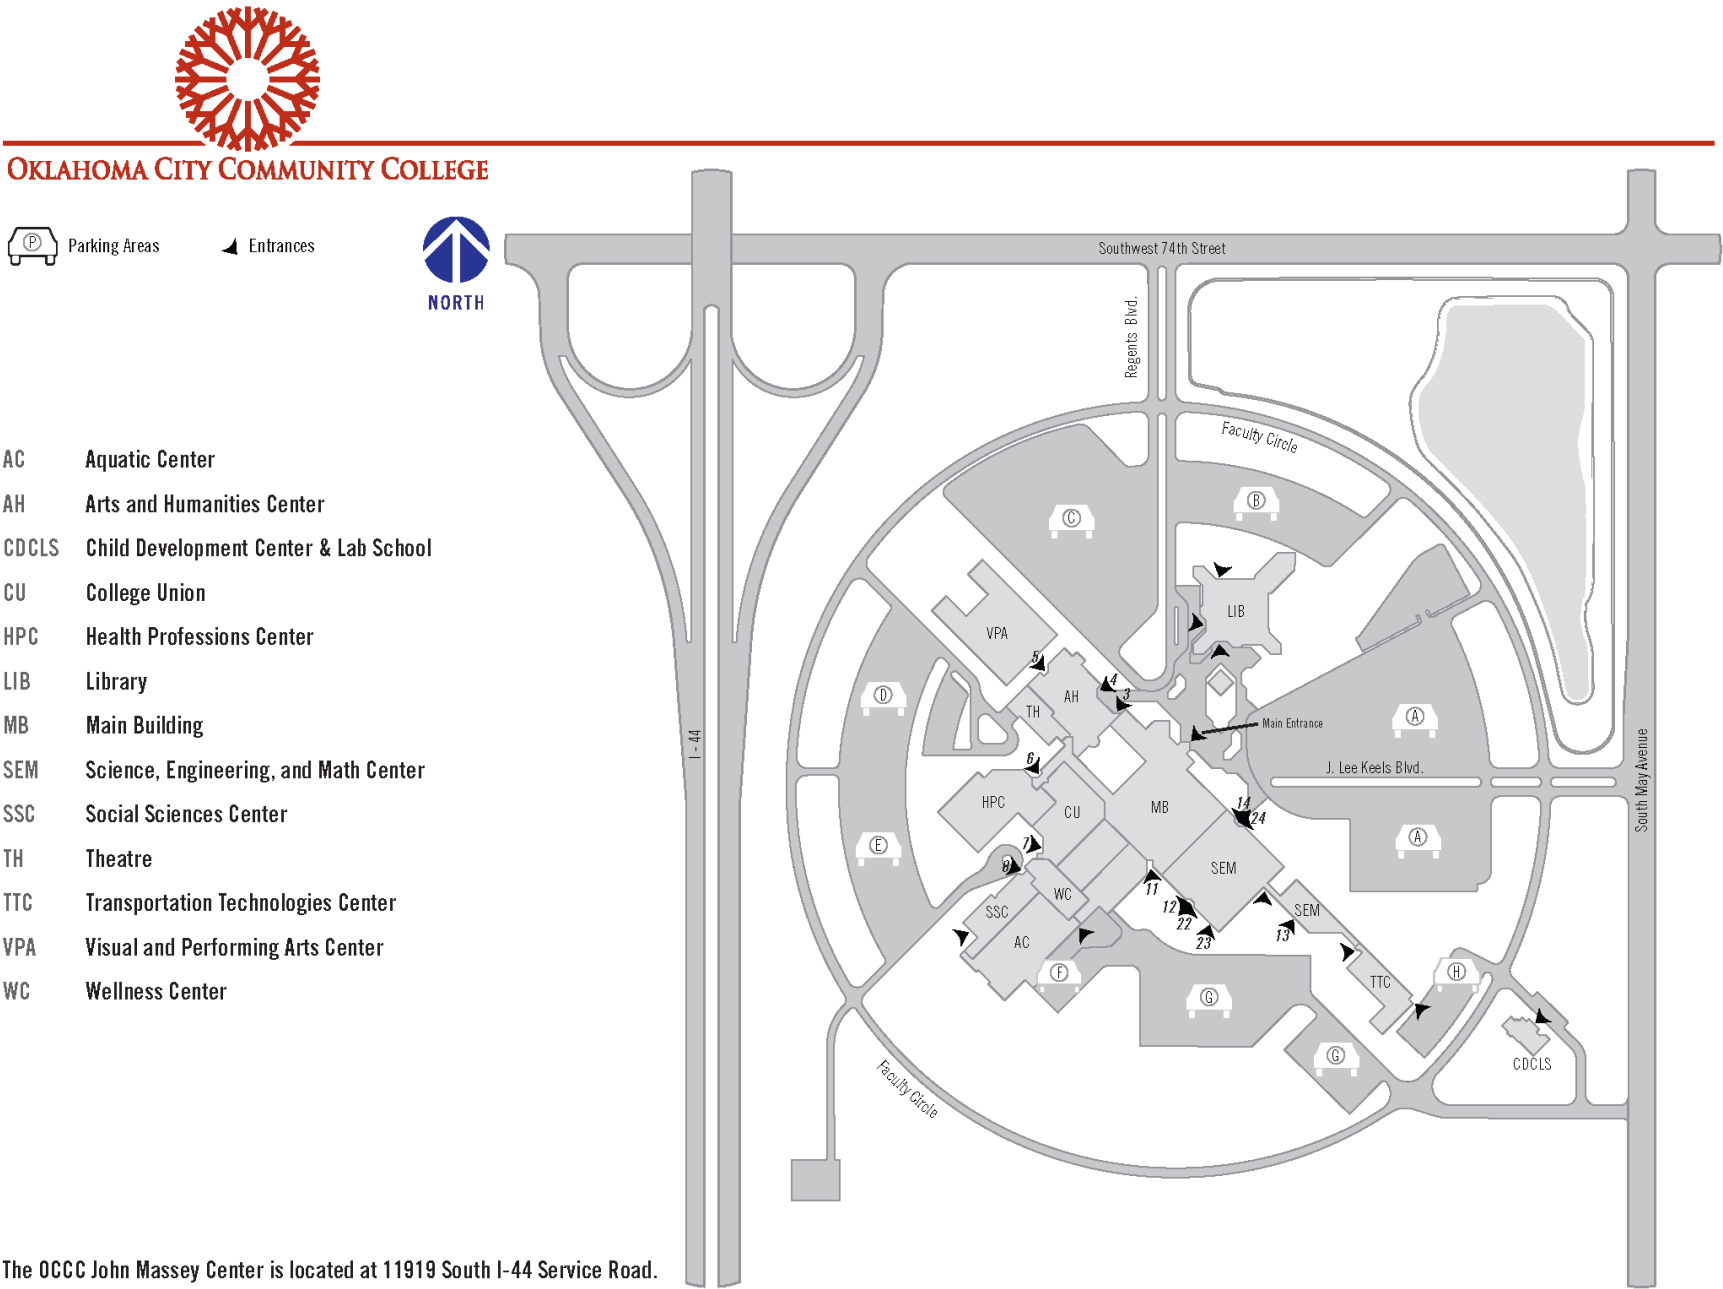 OKLAHOMA CITY COMMUNITY COLLEGE
P Parking Areas
Entrances
NORTH
AC Aquatic Center
AH Arts and Humanities Center
CDCLS Child Development Center & Lab School
CU College Union
HPC Health Professions Center
LIB Library
MB Main Building
SEM Science, Engineering, and Math Center
SSC Social Sciences Center
TH Theatre
TTC Transportation Technologies Center
VPA Visual and Performing Arts Center
WC Wellness Center
Southwest 74th Street
Regents Blvd.
Faculty Circle
B
C
LIB
VPA
5
4
3
AH
TH
D
A
Main Entrance
I - 44
6
J. Lee Keels Blvd.
South May Avenue
HPC
CU
MB
14
24
A
E
7
8
SEM
11
WC
12
22
23
SSC
AC
SEM
13
F
G
TTC
H
G
CDCLS
Faculty Circle
The OCCC John Massey Center is located at 11919 South I-44 Service Road.